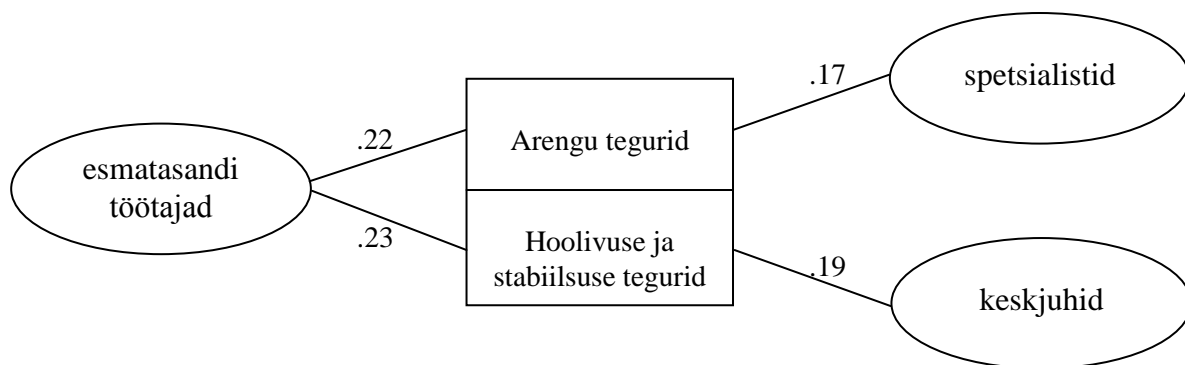 esmatasandi
töötajad
.22
.23
Arengu tegurid
Hoolivuse ja
stabiilsuse tegurid
.17
.19
spetsialistid
keskjuhid